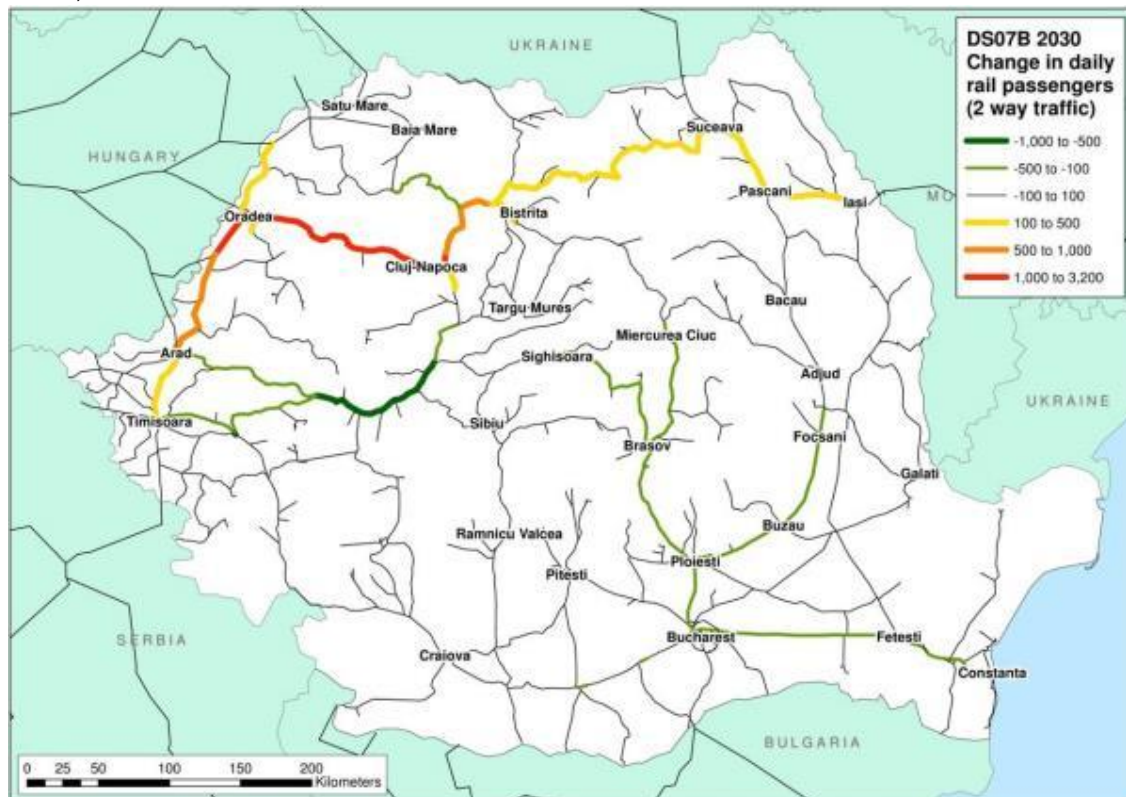 UKRAINE
DS07B 2030
Change in daily
rail passengers
(2 way traffic)
-1,000 to -500
-500 to -100
-100 to 100
100 to 500
500 to 1,000
1,000 to 3,200
Satu Mare
Baia Mare
Suceava
HUNGARY
Pascani
Iasi
MO
Oradea
Bistrita
Cluj-Napoca
Targu Mures
Bacau
Miercurea Ciuc
Arad
Sighisoara
Adjud
UKRAINE
Timisoara
Sibiu
Focsani
Brasov
Galati
Buzau
Ramnicu Valcea
Ploiesti
Pitesti
SERBIA
Bucharest
Fetesti
Craiova
Constanta
BULGARIA
0 25 50 100 150 200
Kilometers